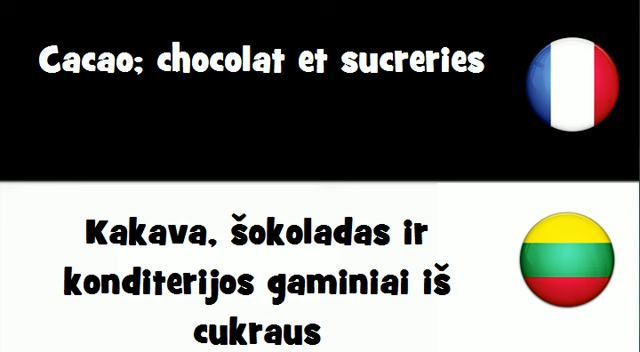 Cacao; chocolat et sucreries
Kakava, šokoladas ir
konditerijos gaminiai iš
cukraus